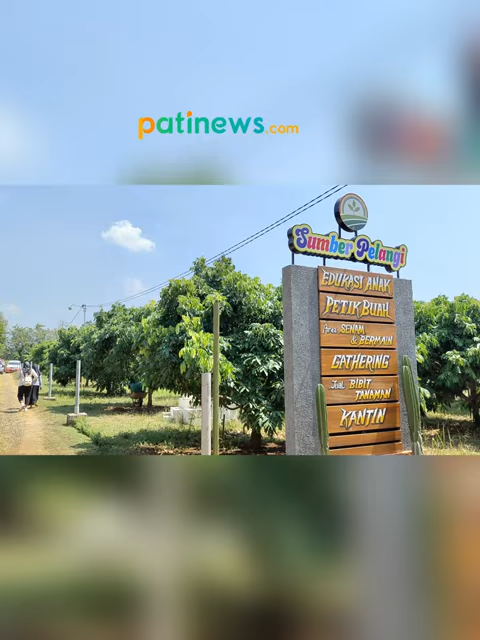 patinews.com
Sumber Pelangi
EDUKASI ANAK
PETIK BUAH
Area SENAM
& BERMAIN
GATHERING
Jual BIBIT
TANAMAN
KANTIN